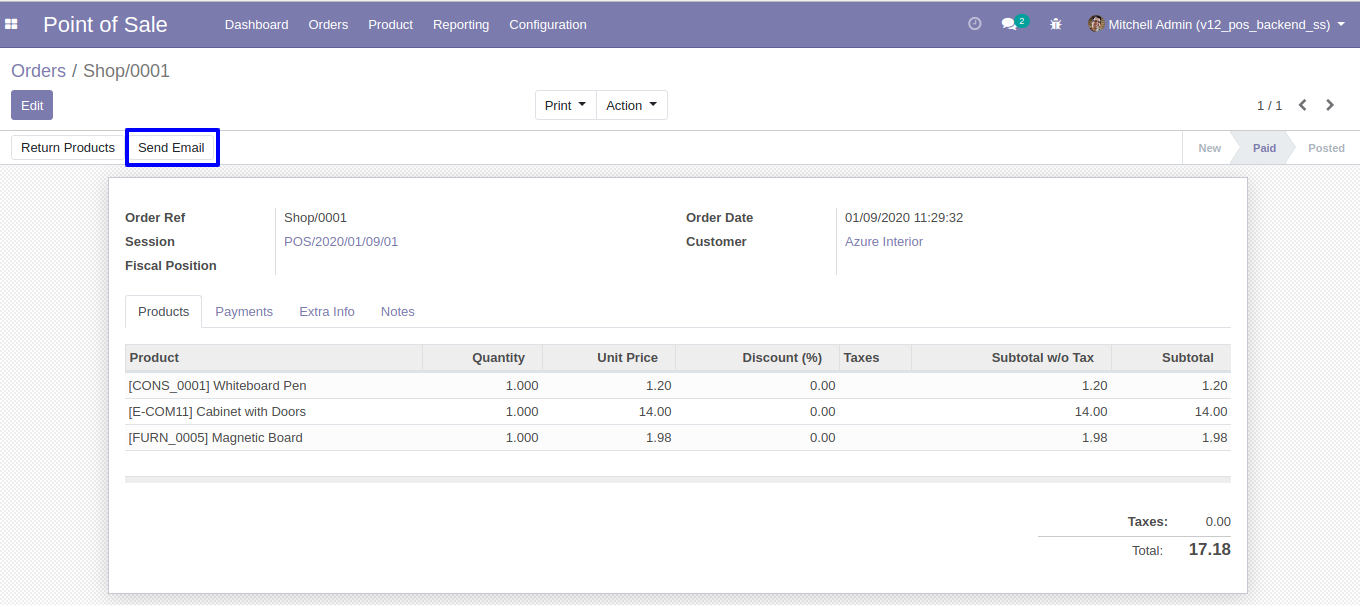 Point of Sale Dashboard Orders Product Reporting Configuration 2 Mitchell Admin (v12_pos_backend_ss)
Orders / Shop/0001
Edit Print Action 1 / 1
Return Products Send Email New Paid Posted
Order Ref Shop/0001 Order Date 01/09/2020 11:29:32
Session POS/2020/01/09/01 Customer Azure Interior
Fiscal Position
Products Payments Extra Info Notes
Product Quantity Unit Price Discount (%) Taxes Subtotal w/o Tax Subtotal
[CONS_0001] Whiteboard Pen 1.000 1.20 0.00 1.20 1.20
[E-COM11] Cabinet with Doors 1.000 14.00 0.00 14.00 14.00
[FURN_0005] Magnetic Board 1.000 1.98 0.00 1.98 1.98
Taxes: 0.00
Total: 17.18